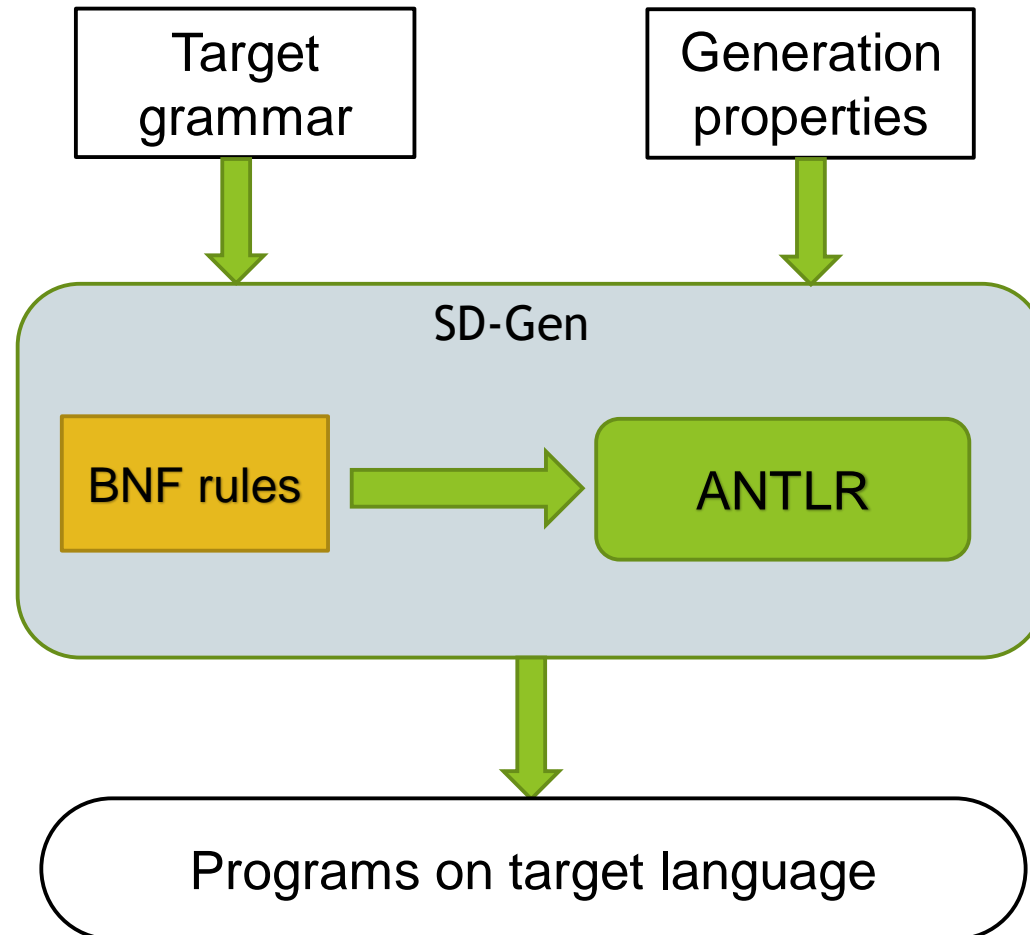 Target
grammar
Generation
properties
SD-Gen
BNF rules
ANTLR
Programs on target language